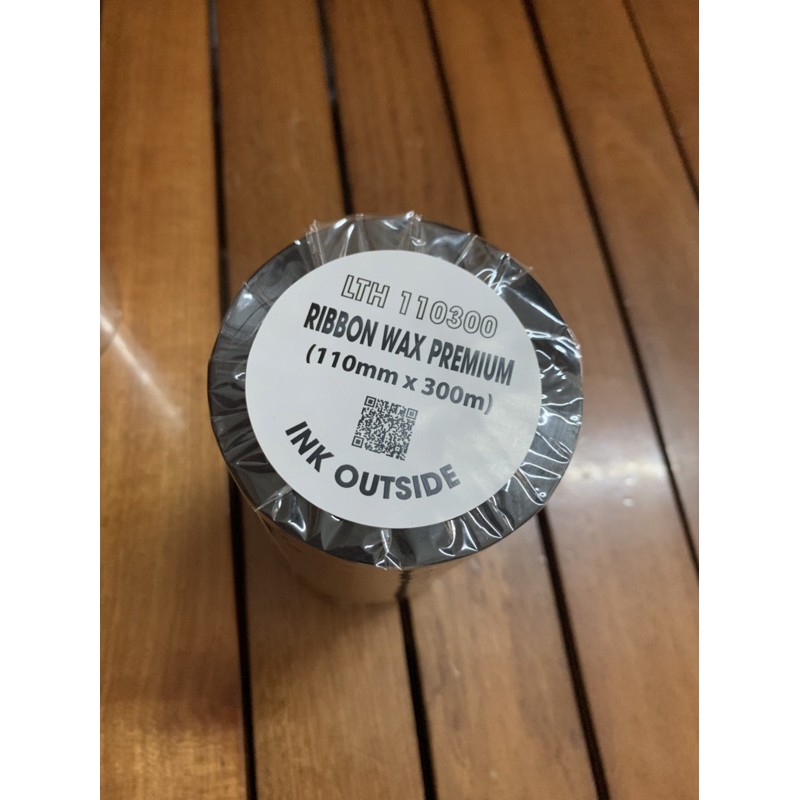 LTH 110300
RIBBON WAX PREMIUM
(110mm x 300m)
INK OUTSIDE